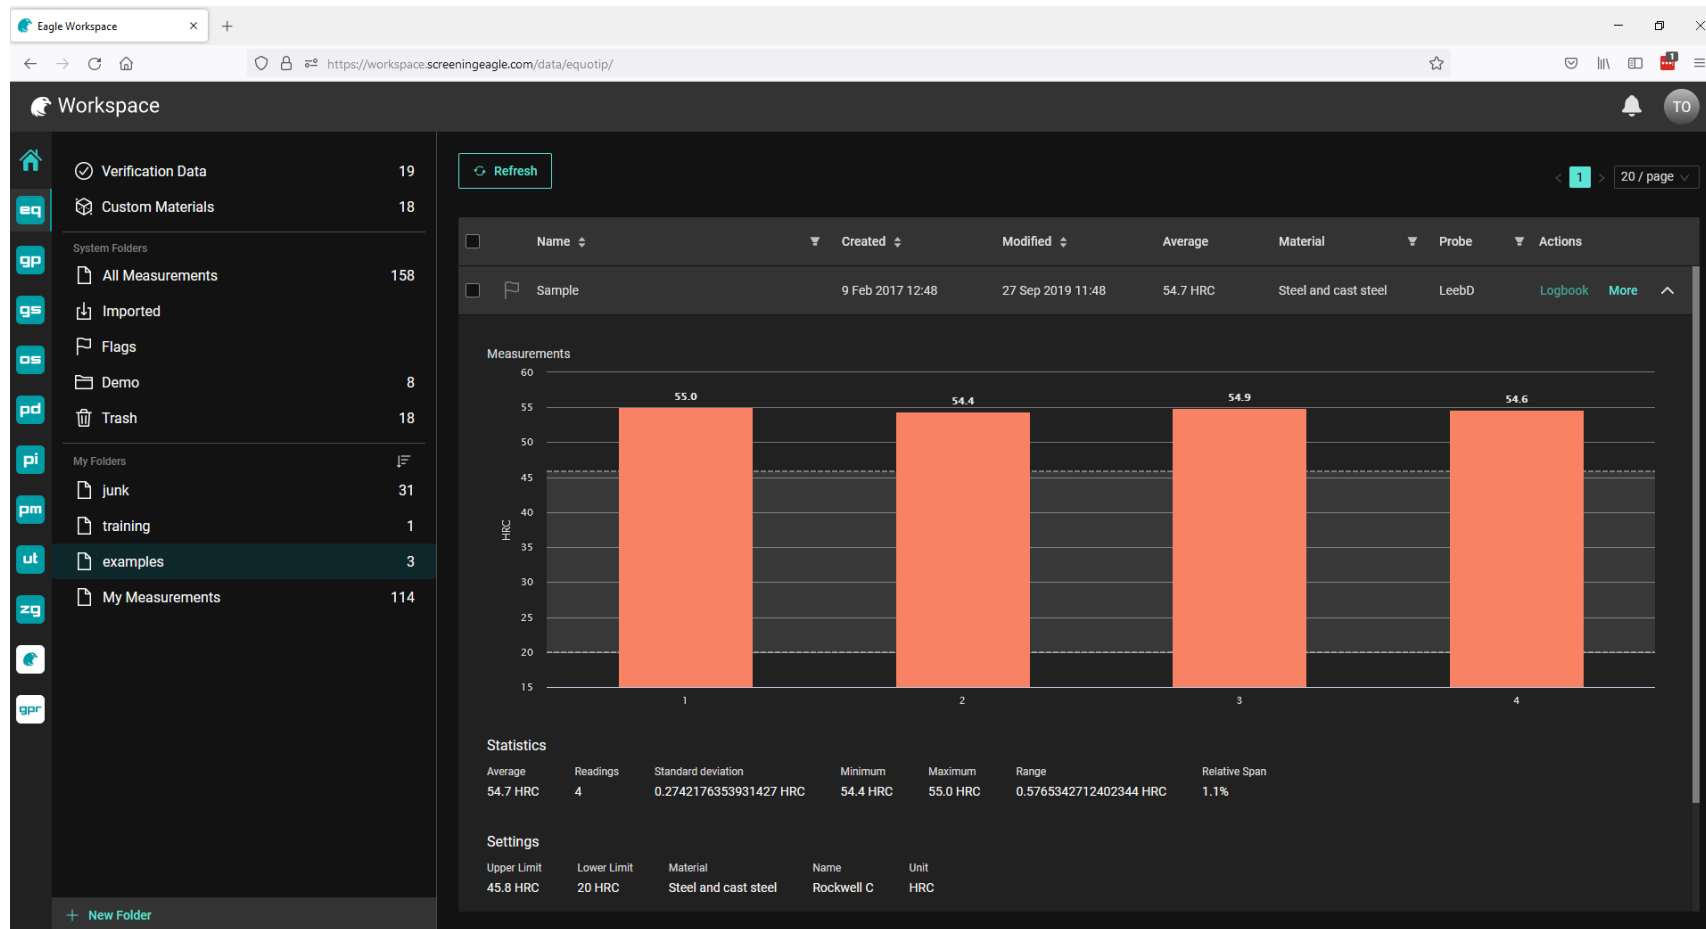 Eagle Workspace
https://workspace.screeningeagle.com/data/equotip/
1
Workspace
TO
Verification Data 19
Custom Materials 18
System Folders
All Measurements 158
Imported
Flags
Demo 8
Trash 18
My Folders
junk 31
training 1
examples 3
My Measurements 114
New Folder
eq
gp
gs
os
pd
pi
pm
ut
zg
gpr
Refresh
1 20 / page
Name Created Modified Average Material Probe Actions
Sample 9 Feb 2017 12:48 27 Sep 2019 11:48 54.7 HRC Steel and cast steel LeebD Logbook More
Measurements
60
55
50
45
40
35
30
25
20
15
HRC
55.0 54.4 54.9 54.6
1 2 3 4
Statistics
Average Readings Standard deviation Minimum Maximum Range Relative Span
54.7 HRC 4 0.2742176353931427 HRC 54.4 HRC 55.0 HRC 0.5765342712402344 HRC 1.1%
Settings
Upper Limit Lower Limit Material Name Unit
45.8 HRC 20 HRC Steel and cast steel Rockwell C HRC